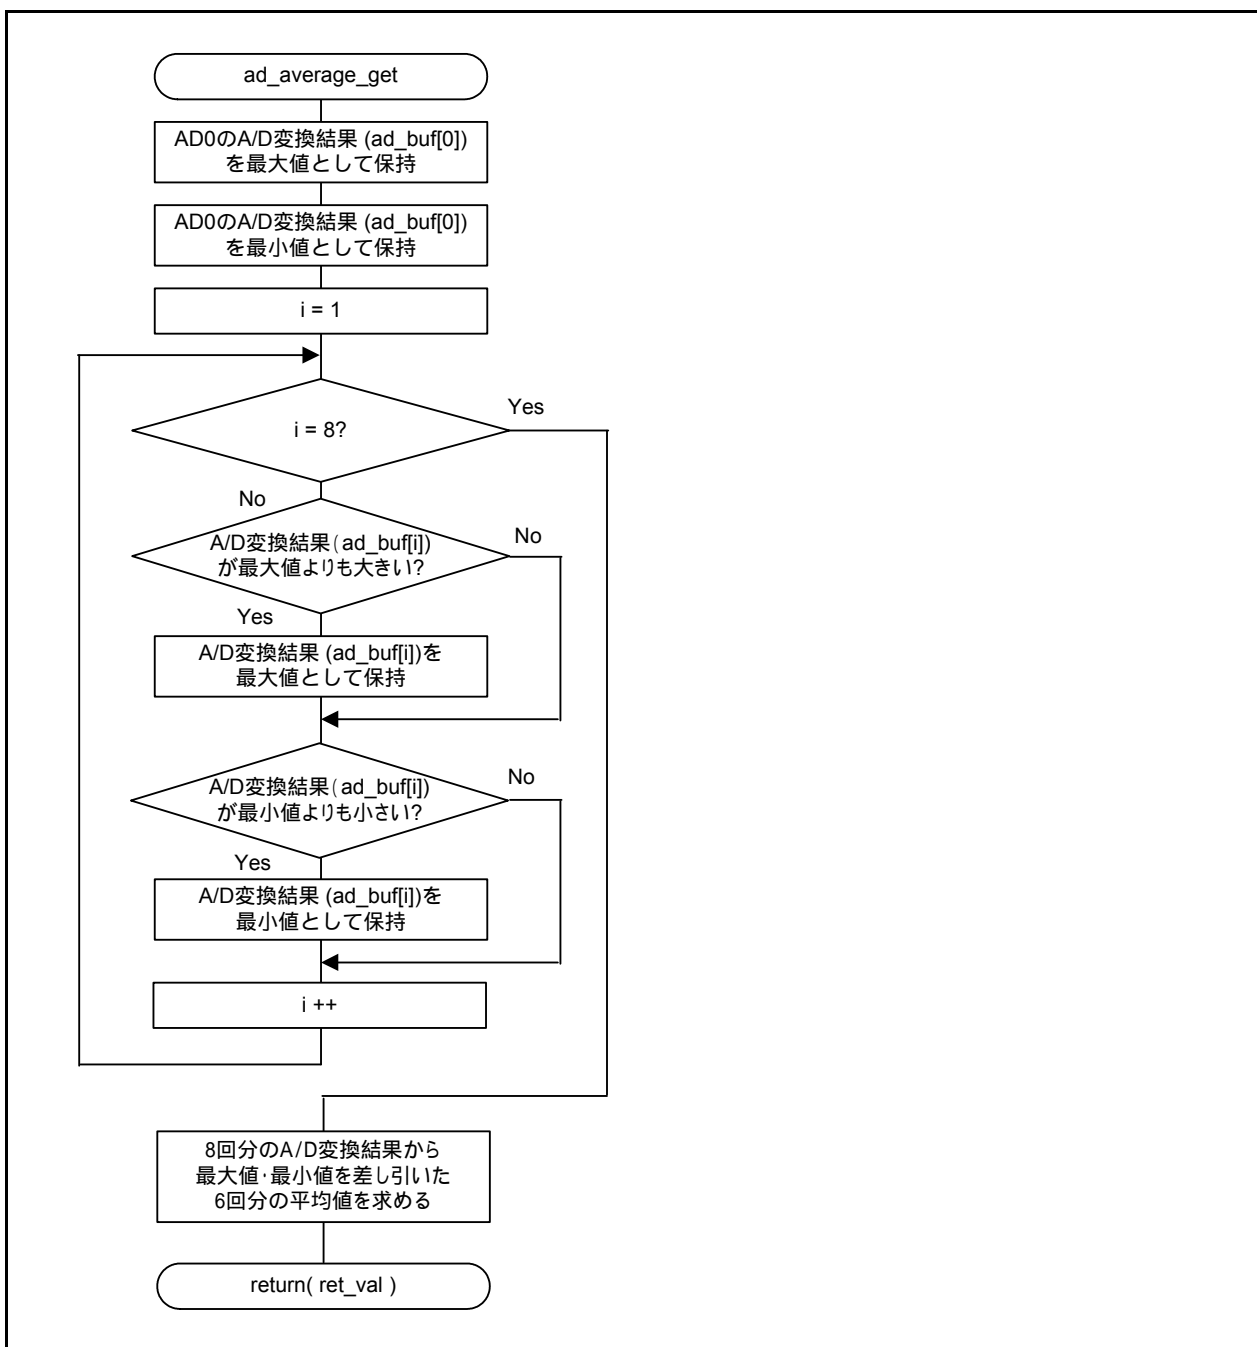 ad_average_get
AD0のA/D変換結果 (ad_buf[0])
を最大値として保持
AD0のA/D変換結果 (ad_buf[0])
を最小値として保持
i = 1
i = 8?
Yes
No
A/D変換結果(ad_buf[i])
が最大値よりも大きい?
No
Yes
A/D変換結果 (ad_buf[i])を
最大値として保持
A/D変換結果(ad_buf[i])
が最小値よりも小さい?
No
Yes
A/D変換結果 (ad_buf[i])を
最小値として保持
i ++
8回分のA/D変換結果から
最大値・最小値を差し引いた
6回分の平均値を求める
return( ret_val )